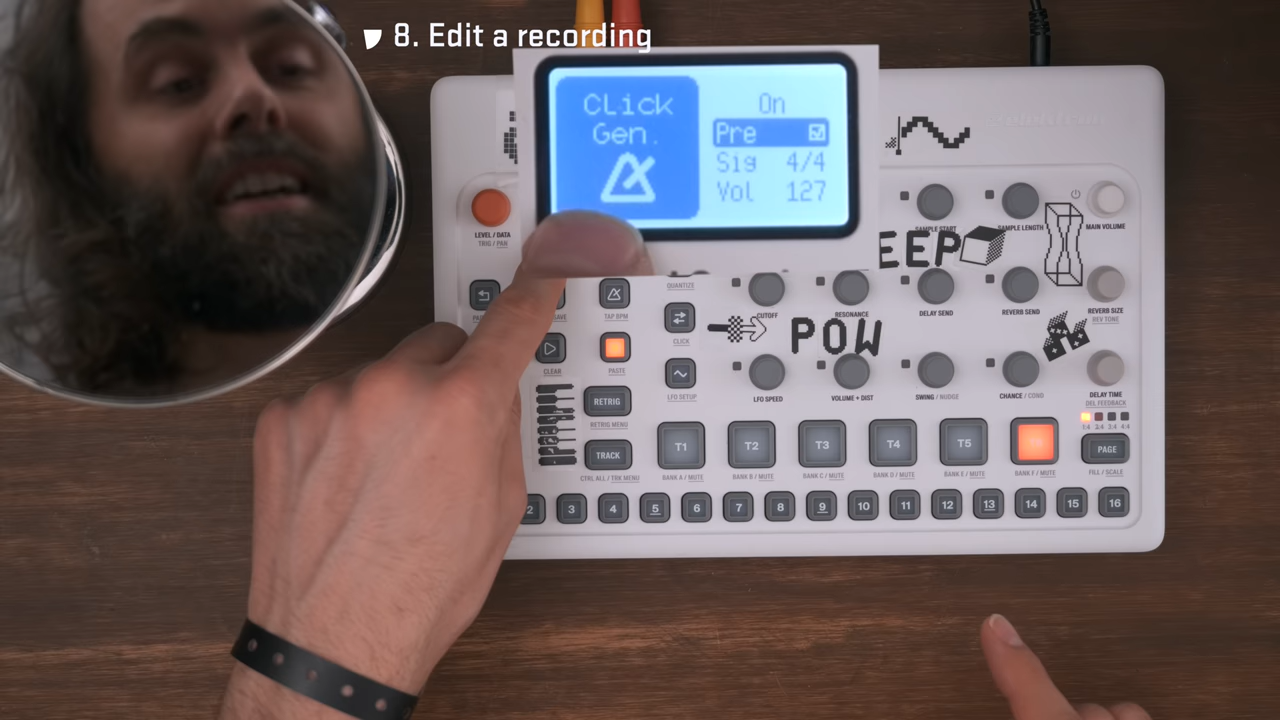 8. Edit a recording
CLick
Gen.
On
Pre
Sig 4/4
Vol 127
LEVEL / DATA
TRIG / PAN
SAMPLE START
SAMPLE LENGTH
MAIN VOLUME
EEP
QUANTIZE
TAP BPM
CUTOFF
RESONANCE
DELAY SEND
REVERB SEND
REVERB SIZE
REV TONE
POW
CLICK
CLEAR
PASTE
LFO SETUP
LFO SPEED
VOLUME + DIST
SWING / NUDGE
CHANCE / COND
DELAY TIME
DEL FEEDBACK
1:4 2:4 3:4 4:4
RETRIG
RETRIG MENU
TRACK
T1 T2 T3 T4 T5
PAGE
CTRL ALL / TRK MENU
BANK A / MUTE
BANK B / MUTE
BANK C / MUTE
BANK D / MUTE
BANK E / MUTE
BANK F / MUTE
FILL / SCALE
2 3 4 5 6 7 8 9 10 11 12 13 14 15 16